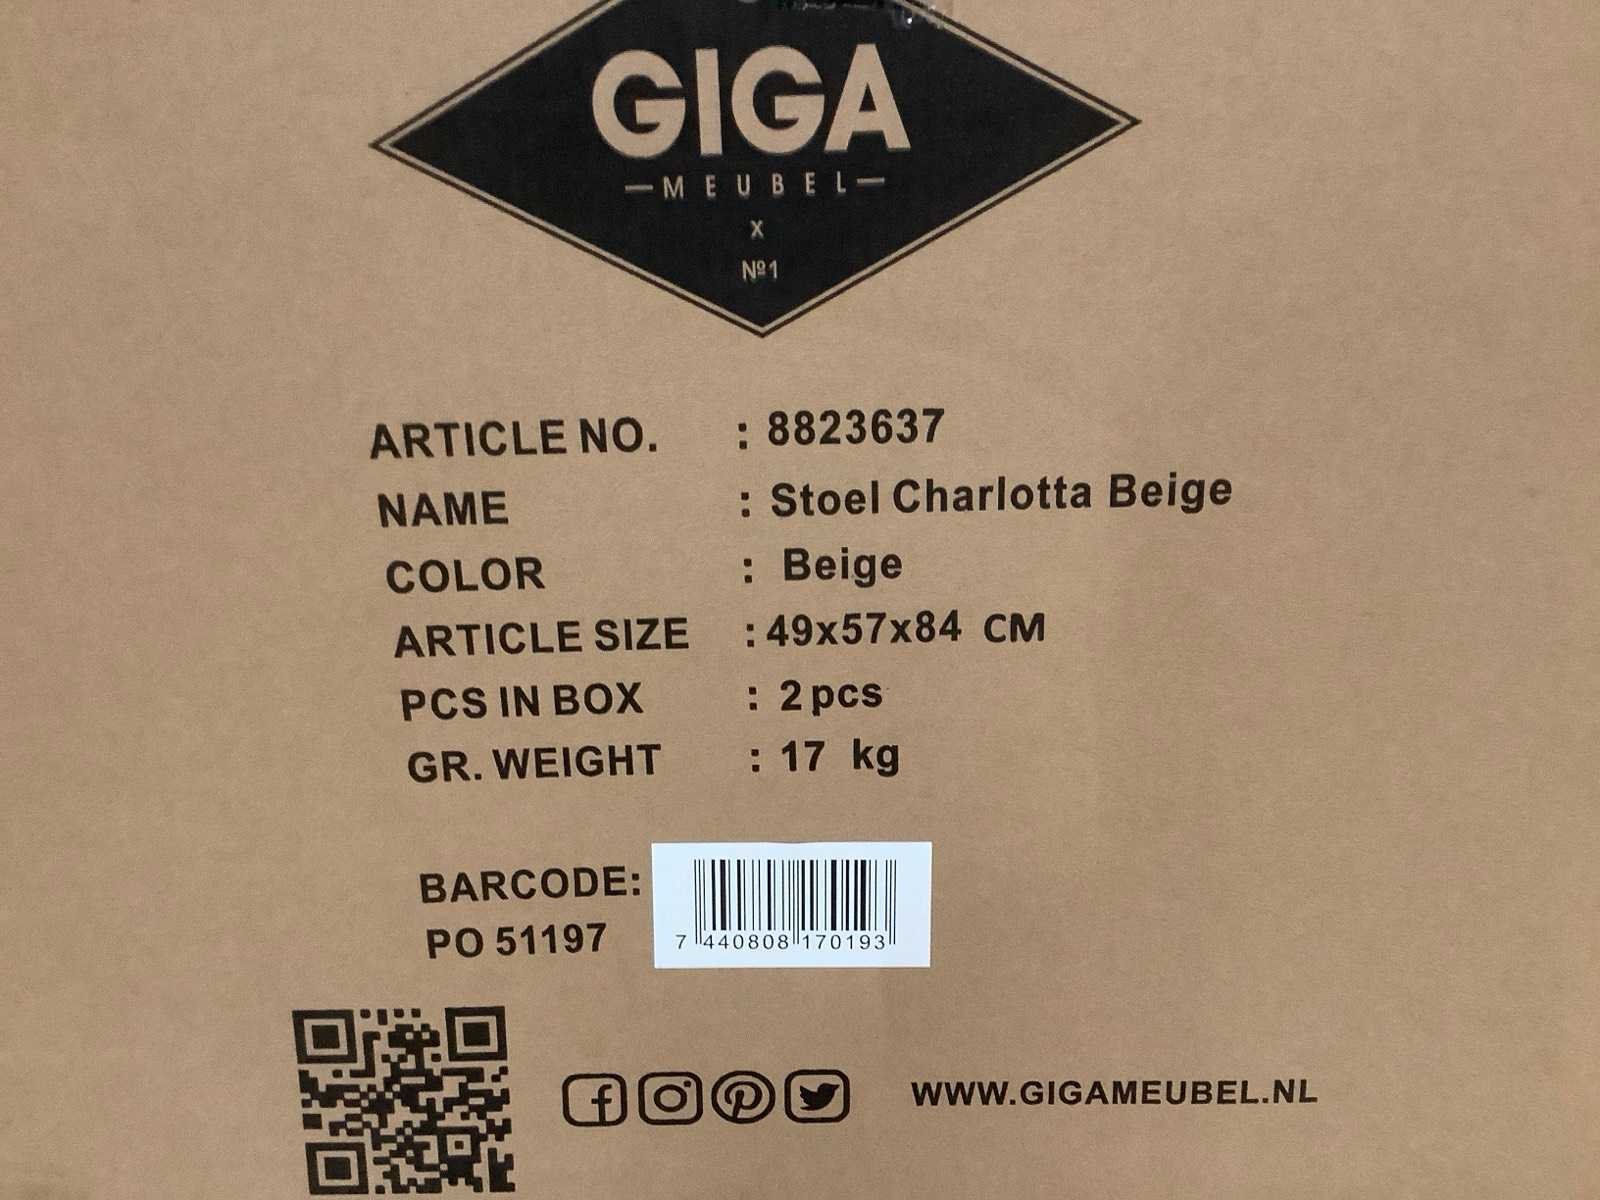 GIGA
MEUBEL
X
Nº1
ARTICLE NO. : 8823637
NAME : Stoel Charlotta Beige
COLOR : Beige
ARTICLE SIZE : 49x57x84 CM
PCS IN BOX : 2pcs
GR. WEIGHT : 17 kg
BARCODE:
PO 51197
7 440808 170193
WWW.GIGAMEUBEL.NL